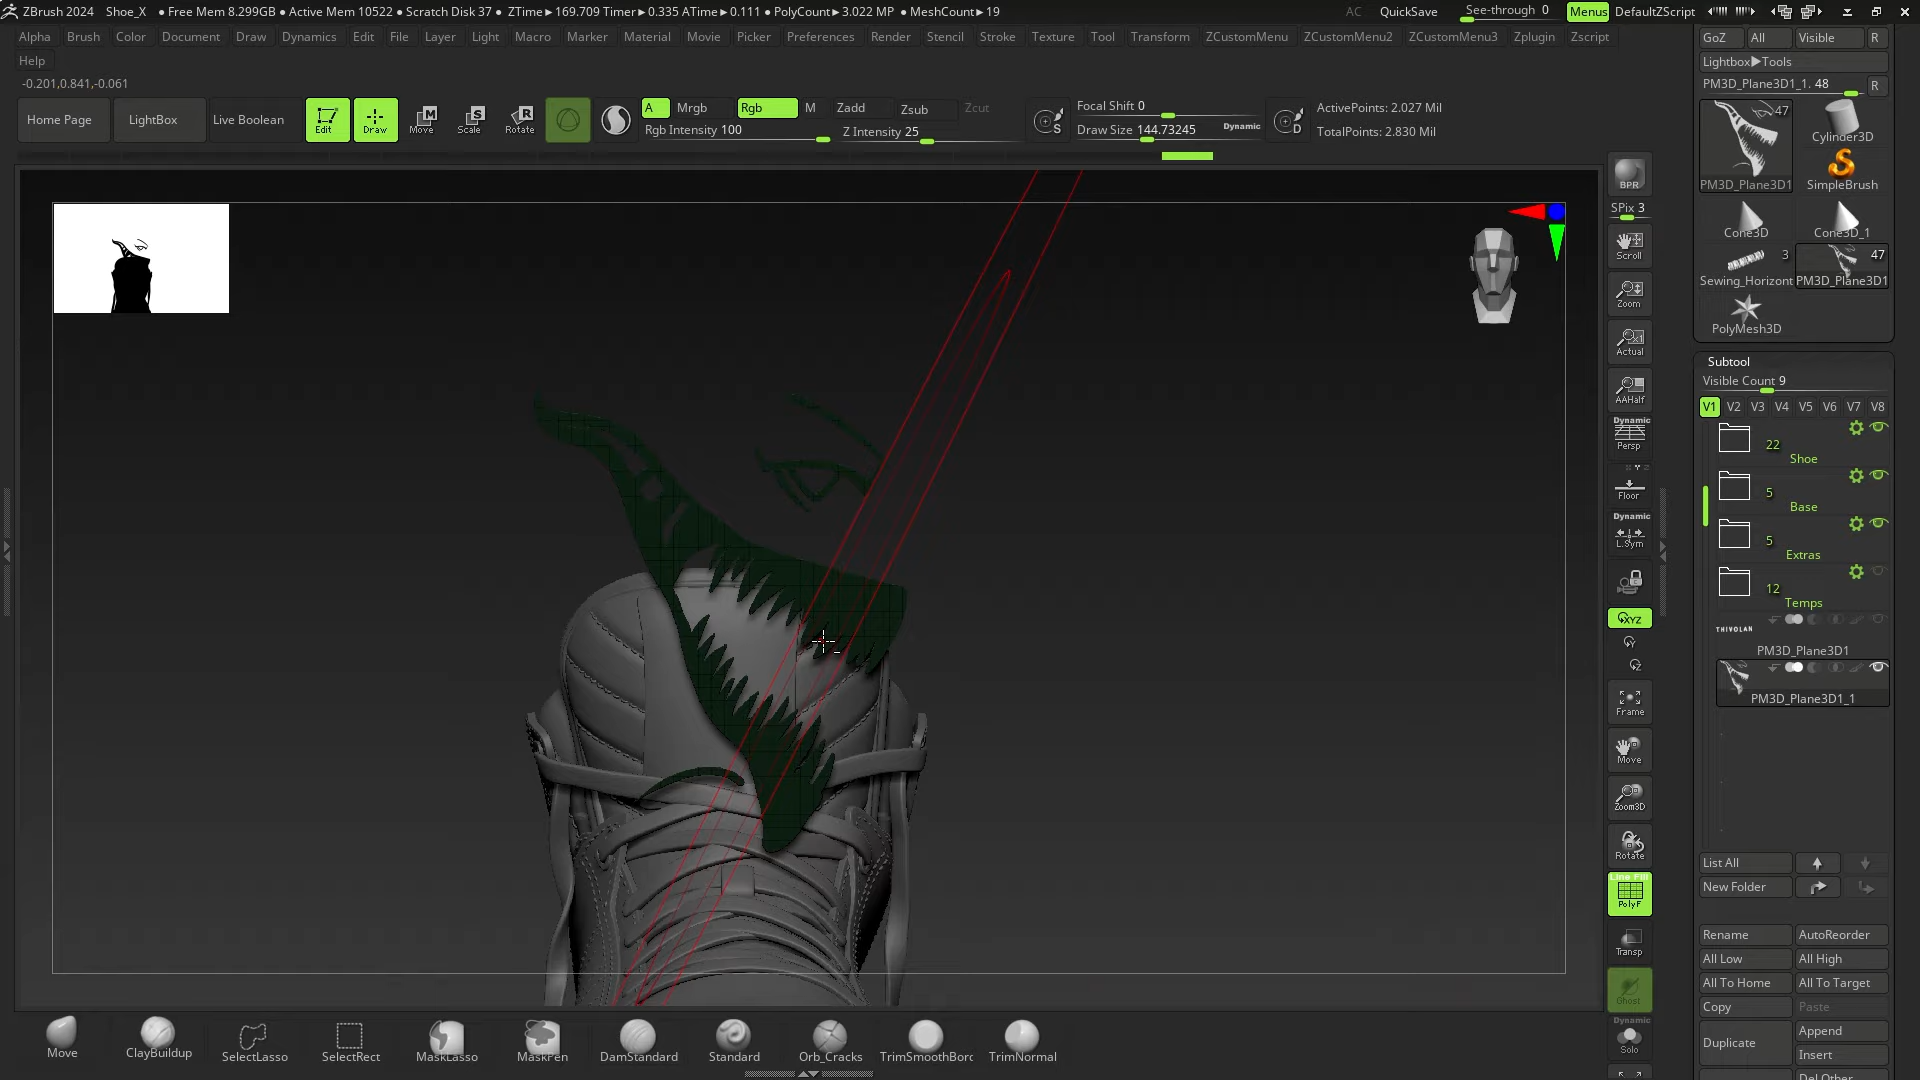 ZBrush 2024 Shoe_X ● Free Mem 8.299GB ● Active Mem 10522 ● Scratch Disk 37 ● ZTime►169.709 Timer►0.335 ATime►0.111 ● PolyCount►3.022 MP ● MeshCount►19 AC QuickSave See-through 0 Menus DefaultZScript
Alpha Brush Color Document Draw Dynamics Edit File Layer Light Macro Marker Material Movie Picker Preferences Render Stencil Stroke Texture Tool Transform ZCustomMenu ZCustomMenu2 ZCustomMenu3 Zplugin Zscript
Help
-0.201,0.841,-0.061
Home Page LightBox Live Boolean Edit Draw Move Scale Rotate
A Mrgb Rgb M Zadd Zsub Zcut
Rgb Intensity 100 Z Intensity 25
S Focal Shift 0
Draw Size 144.73245 Dynamic D
ActivePoints: 2.027 Mil
TotalPoints: 2.830 Mil
BPR
SPix 3
Scroll
Zoom
Actual
AAHalf
Dynamic
Persp
Floor
Dynamic
L.Sym
XYZ
Frame
Move
Zoom3D
Rotate
Line Fill
PolyF
Transp
Ghost
Dynamic
Solo
GoZ All Visible R
Lightbox►Tools
PM3D_Plane3D1_1. 48 R
47
PM3D_Plane3D1
Cylinder3D
SimpleBrush
Cone3D Cone3D_1
3 47
Sewing_Horizont PM3D_Plane3D1
PolyMesh3D
Subtool
Visible Count 9
V1 V2 V3 V4 V5 V6 V7 V8
22
Shoe
5
Base
5
Extras
12
Temps
THIVOLAN
PM3D_Plane3D1
PM3D_Plane3D1_1
List All
New Folder
Rename AutoReorder
All Low All High
All To Home All To Target
Copy Paste
Duplicate Append
Insert
Del Other
Move ClayBuildup SelectLasso SelectRect MaskLasso MaskPen DamStandard Standard Orb_Cracks TrimSmoothBorc TrimNormal